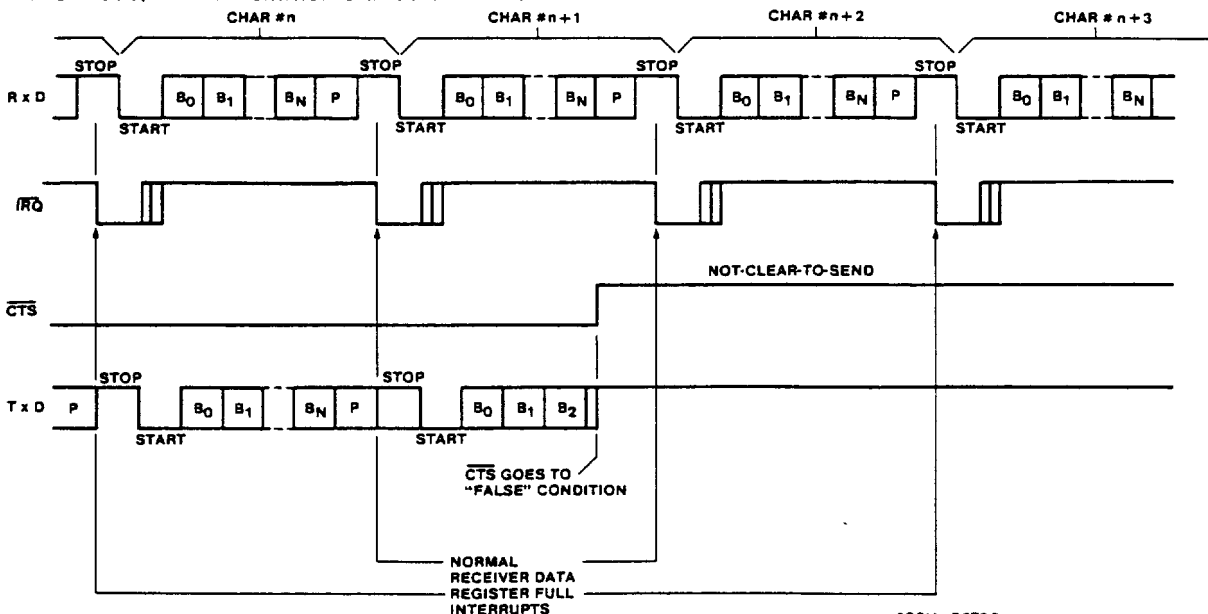 CHAR #n CHAR #n+1 CHAR #n+2 CHAR #n+3
STOP STOP STOP STOP
RxD B0 B1 BN P B0 B1 BN P B0 B1 BN P B0 B1 BN
START START START START
IRQ
NOT-CLEAR-TO-SEND
CTS
STOP STOP
TxD P B0 B1 BN P B0 B1 B2
START START
CTS GOES TO
"FALSE" CONDITION
NORMAL
RECEIVER DATA
REGISTER FULL
INTERRUPTS